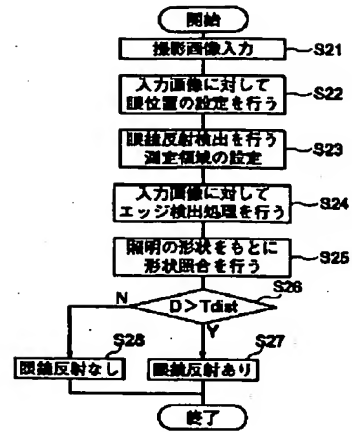 開始
撮影画像入力
S21
入力画像に対して
眼位置の設定を行う
S22
眼鏡反射検出を行う
測定領域の設定
S23
入力画像に対して
エッジ検出処理を行う
S24
照明の形状をもとに
形状照合を行う
S25
D>Tdist
S26
N
Y
S28
眼鏡反射なし
S27
眼鏡反射あり
終了